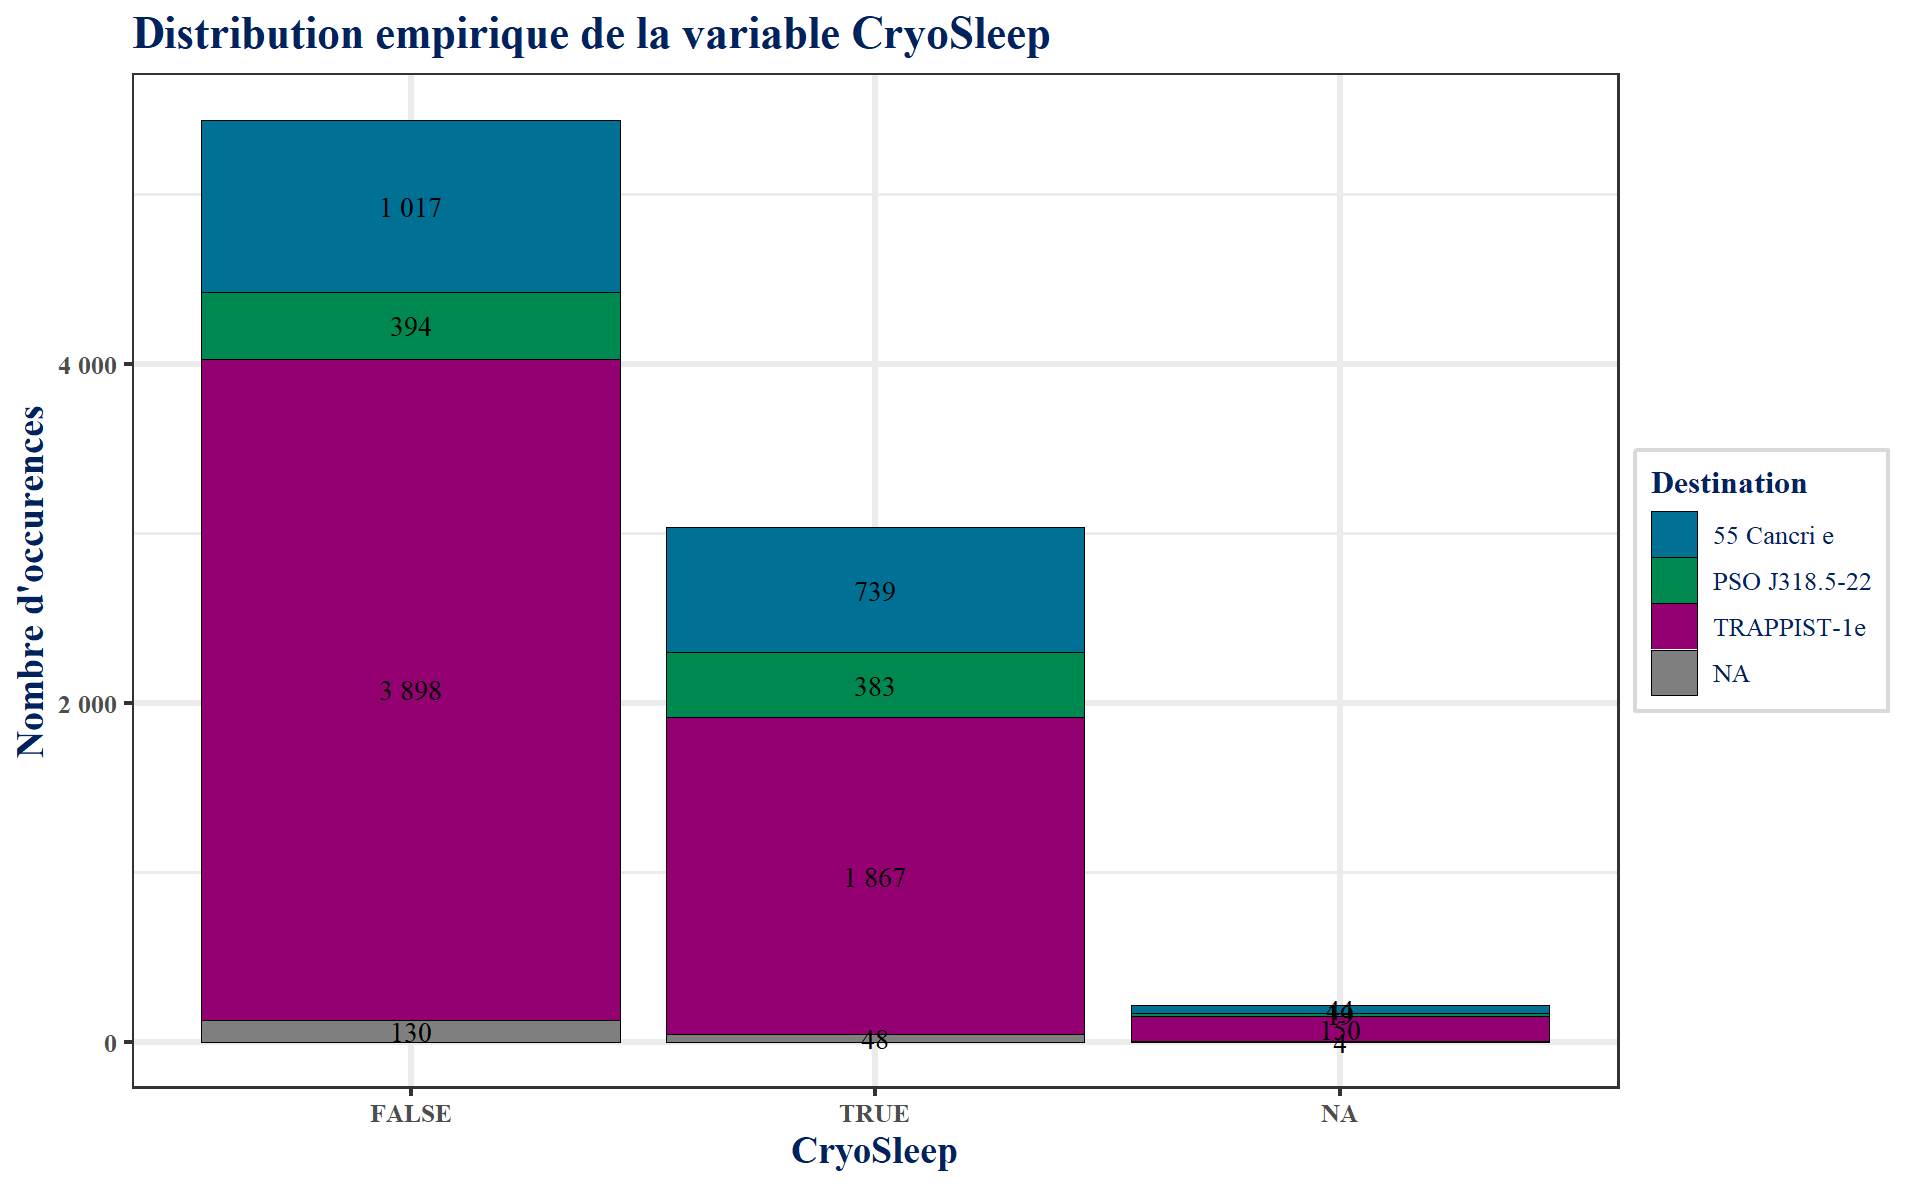 Distribution empirique de la variable CryoSleep
Nombre d'occurences
4 000
2 000
0
1 017
394
3 898
130
739
383
1 867
48
44
19
150
4
FALSE
TRUE
NA
CryoSleep
Destination
55 Cancri e
PSO J318.5-22
TRAPPIST-1e
NA